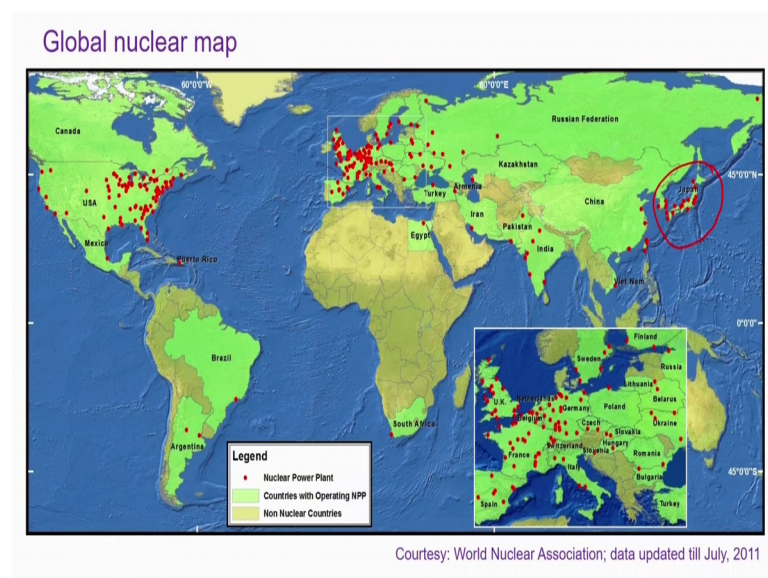 Global nuclear map
60°0'0"W
60°0'0"E
Canada
Russian Federation
Kazakhstan
45°0'0"N
USA
Turkey
Armenia
Japan
China
Iran
Mexico
Egypt
Pakistan
India
Puerto Rico
Viet Nam
0°0'0"
Brazil
South Africa
Argentina
45°0'0"S
Finland
Sweden
Russia
Lithuania
U.K.
Netherlands
Belarus
Germany
Poland
Belgium
Czech
Ukraine
Slovakia
Switzerland
Hungary
Slovenia
France
Romania
Italy
Bulgaria
Spain
Turkey
Legend
Nuclear Power Plant
Countries with Operating NPP
Non Nuclear Countries
Courtesy: World Nuclear Association; data updated till July, 2011